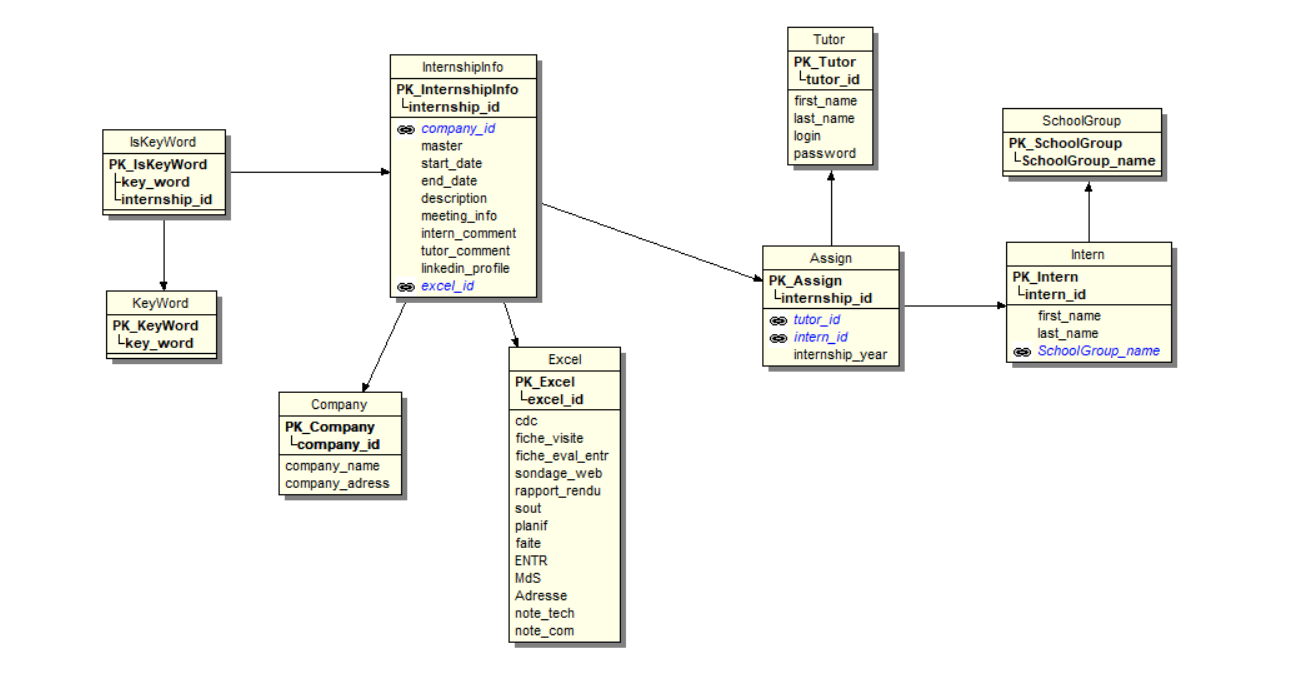 Tutor
PK_Tutor
tutor_id
first_name
last_name
login
password
InternshipInfo
PK_InternshipInfo
internship_id
company_id
master
start_date
end_date
description
meeting_info
intern_comment
tutor_comment
linkedin_profile
excel_id
SchoolGroup
PK_SchoolGroup
SchoolGroup_name
IsKeyWord
PK_IsKeyWord
key_word
internship_id
Assign
PK_Assign
internship_id
tutor_id
intern_id
internship_year
Intern
PK_Intern
intern_id
first_name
last_name
SchoolGroup_name
KeyWord
PK_KeyWord
key_word
Excel
PK_Excel
excel_id
cdc
fiche_visite
fiche_eval_entr
sondage_web
rapport_rendu
sout
planif
faite
ENTR
MdS
Adresse
note_tech
note_com
Company
PK_Company
company_id
company_name
company_adress